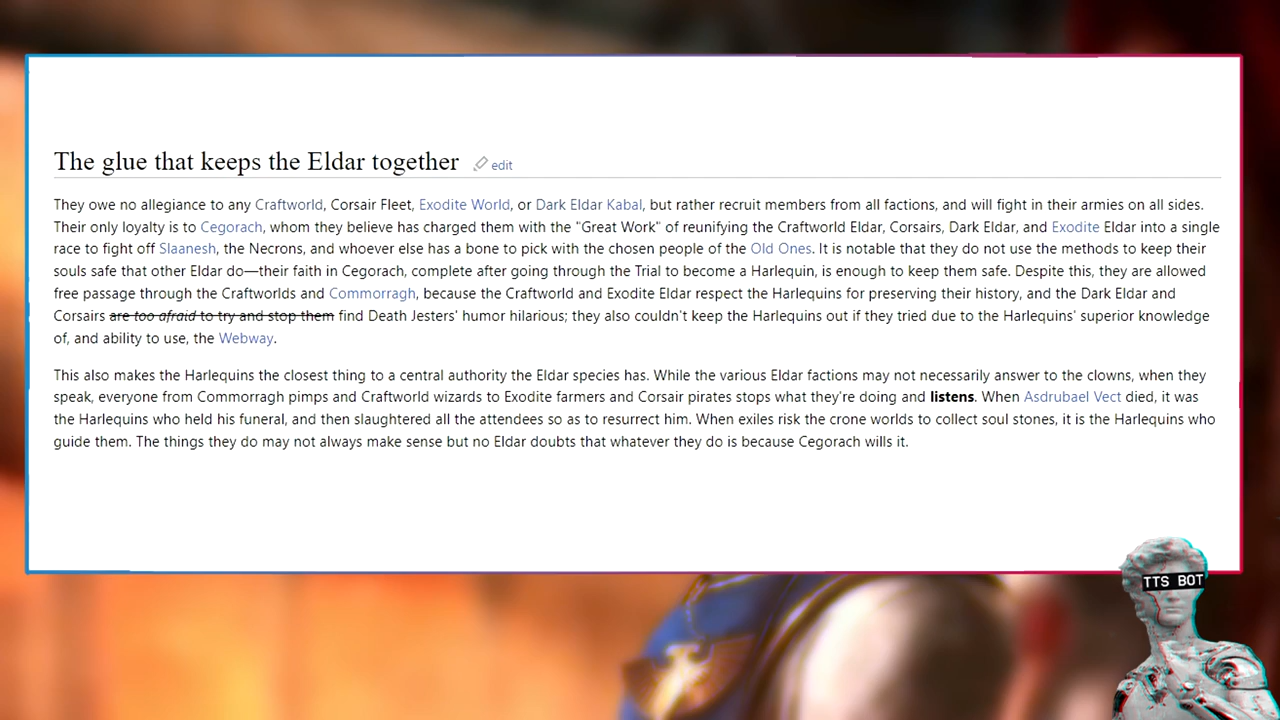 The glue that keeps the Eldar together edit
They owe no allegiance to any Craftworld, Corsair Fleet, Exodite World, or Dark Eldar Kabal, but rather recruit members from all factions, and will fight in their armies on all sides.
Their only loyalty is to Cegorach, whom they believe has charged them with the "Great Work" of reunifying the Craftworld Eldar, Corsairs, Dark Eldar, and Exodite Eldar into a single
race to fight off Slaanesh, the Necrons, and whoever else has a bone to pick with the chosen people of the Old Ones. It is notable that they do not use the methods to keep their
souls safe that other Eldar do—their faith in Cegorach, complete after going through the Trial to become a Harlequin, is enough to keep them safe. Despite this, they are allowed
free passage through the Craftworlds and Commorragh, because the Craftworld and Exodite Eldar respect the Harlequins for preserving their history, and the Dark Eldar and
Corsairs are too afraid to try and stop them find Death Jesters' humor hilarious; they also couldn't keep the Harlequins out if they tried due to the Harlequins' superior knowledge
of, and ability to use, the Webway.
This also makes the Harlequins the closest thing to a central authority the Eldar species has. While the various Eldar factions may not necessarily answer to the clowns, when they
speak, everyone from Commorragh pimps and Craftworld wizards to Exodite farmers and Corsair pirates stops what they're doing and listens. When Asdrubael Vect died, it was
the Harlequins who held his funeral, and then slaughtered all the attendees so as to resurrect him. When exiles risk the crone worlds to collect soul stones, it is the Harlequins who
guide them. The things they do may not always make sense but no Eldar doubts that whatever they do is because Cegorach wills it.
TTS BOT